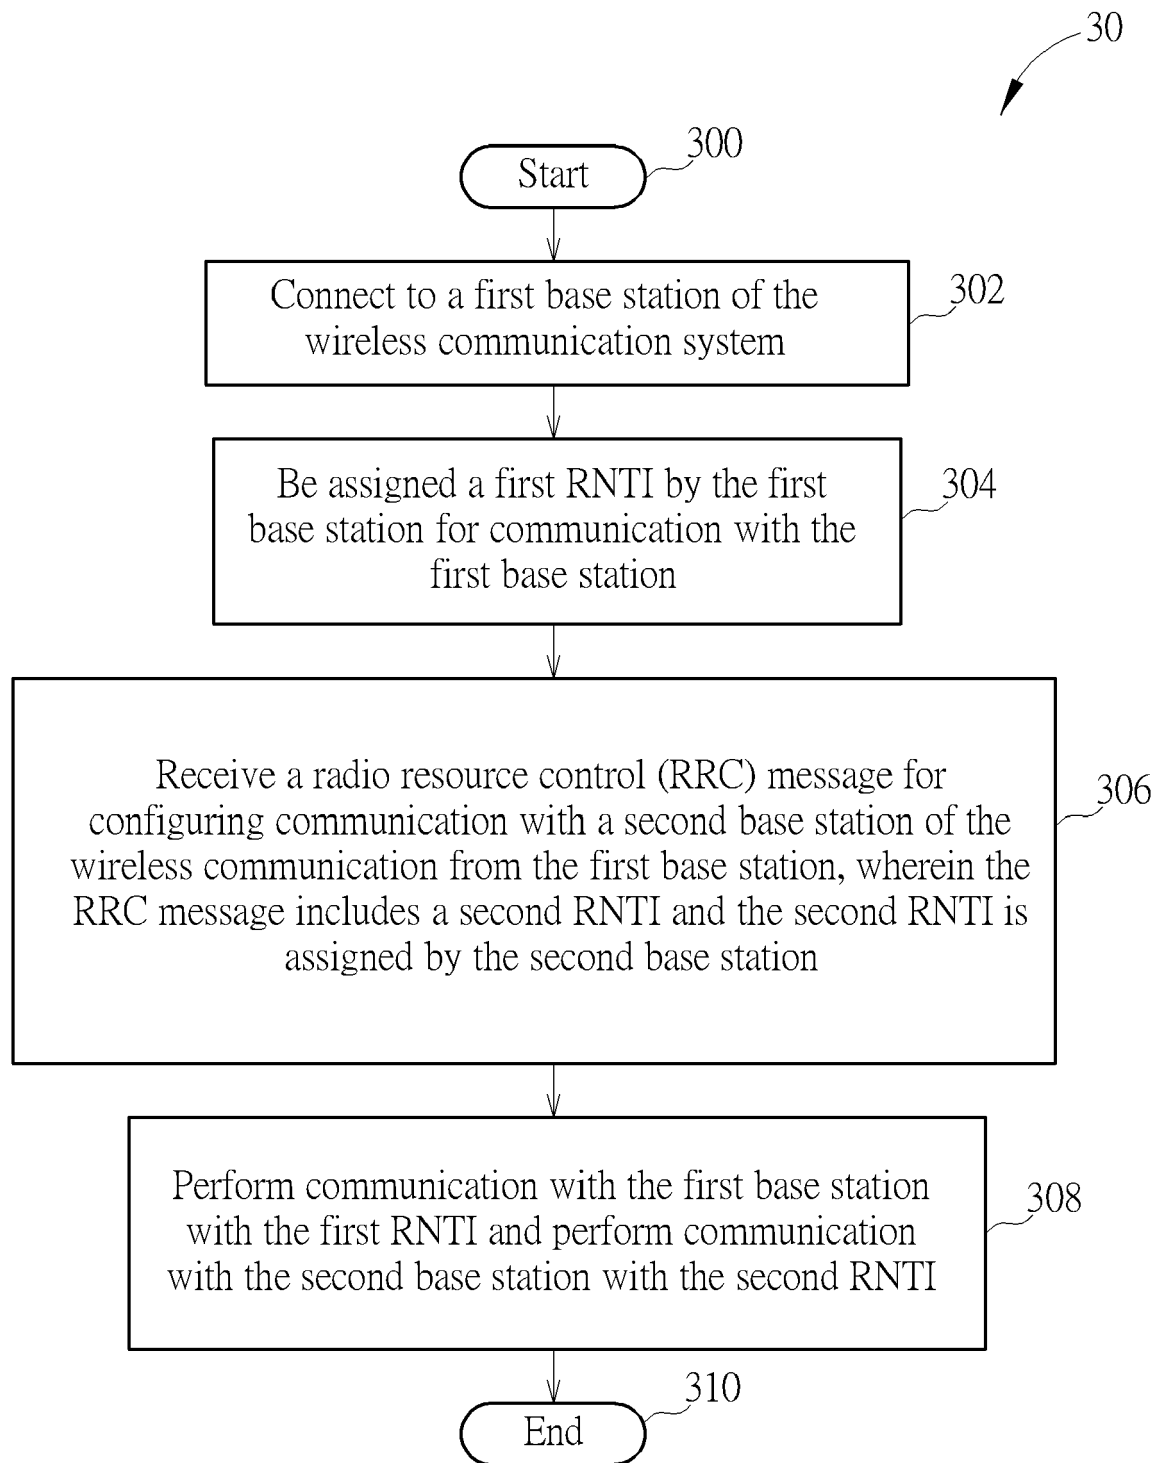 30
Start
300
Connect to a first base station of the
wireless communication system
302
Be assigned a first RNTI by the first
base station for communication with the
first base station
304
Receive a radio resource control (RRC) message for
configuring communication with a second base station of the
wireless communication from the first base station, wherein the
RRC message includes a second RNTI and the second RNTI is
assigned by the second base station
306
Perform communication with the first base station
with the first RNTI and perform communication
with the second base station with the second RNTI
308
End
310